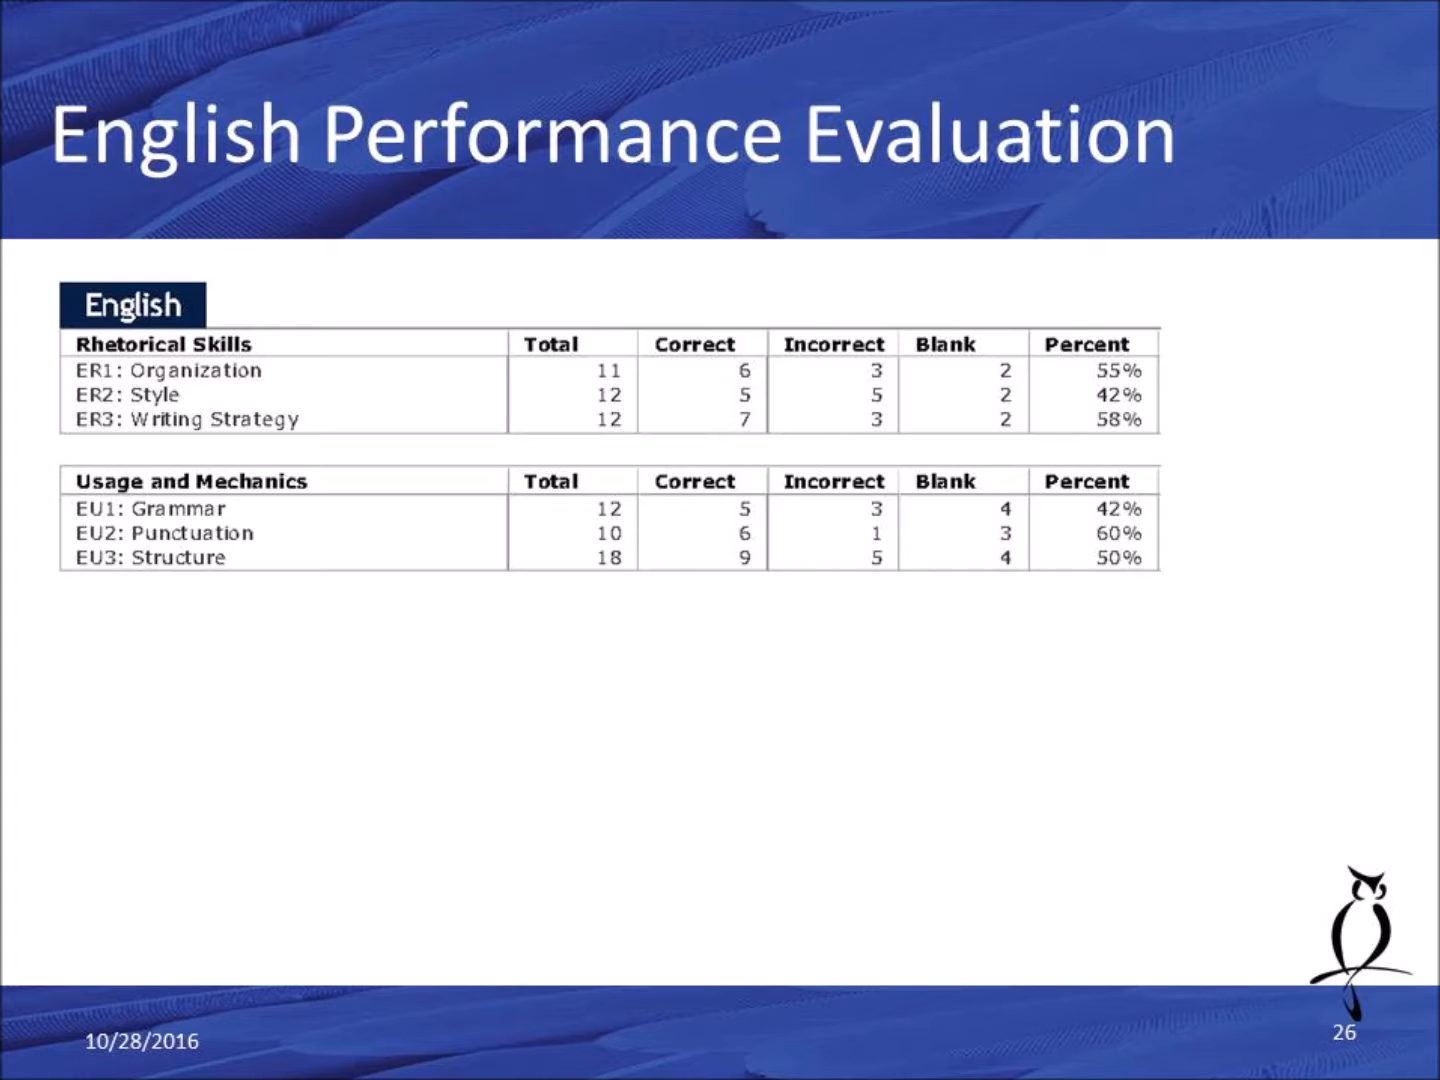 English Performance Evaluation
English
Rhetorical Skills Total Correct Incorrect Blank Percent
ER1: Organization 11 6 3 2 55%
ER2: Style 12 5 5 2 42%
ER3: Writing Strategy 12 7 3 2 58%
Usage and Mechanics Total Correct Incorrect Blank Percent
EU1: Grammar 12 5 3 4 42%
EU2: Punctuation 10 6 1 3 60%
EU3: Structure 18 9 5 4 50%
10/28/2016
26